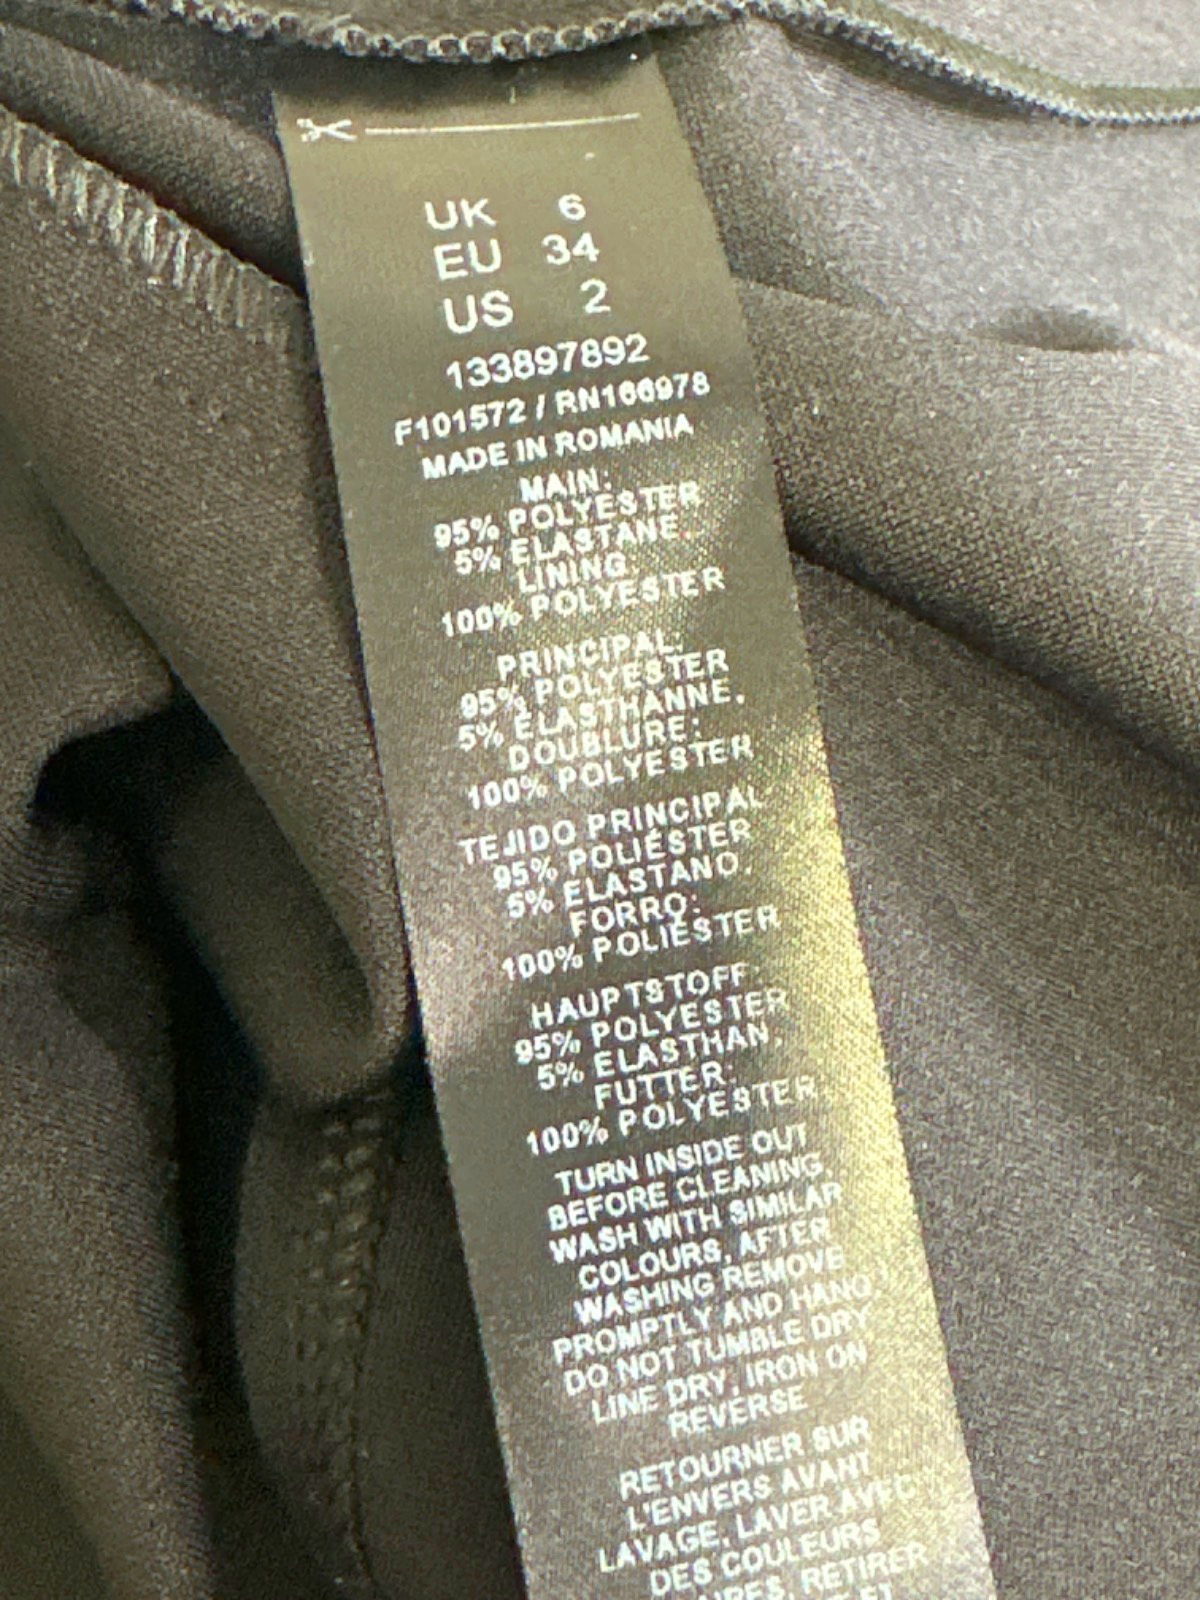 UK 6
EU 34
US 2
133897892
F101572 / RN166978
MADE IN ROMANIA
MAIN:
95% POLYESTER
5% ELASTANE.
LINING:
100% POLYESTER
PRINCIPAL:
95% POLYESTER
5% ELASTHANNE.
DOUBLURE:
100% POLYESTER
TEJIDO PRINCIPAL
95% POLIÉSTER
5% ELASTANO.
FORRO:
100% POLIÉSTER
HAUPTSTOFF:
95% POLYESTER
5% ELASTHAN.
FUTTER:
100% POLYESTER
TURN INSIDE OUT
BEFORE CLEANING,
WASH WITH SIMILAR
COLOURS, AFTER
WASHING REMOVE
PROMPTLY AND HANG
DO NOT TUMBLE DRY
LINE DRY, IRON ON
REVERSE
RETOURNER SUR
L'ENVERS AVANT
LAVAGE, LAVER AVEC
DES COULEURS
RETIRER
ET